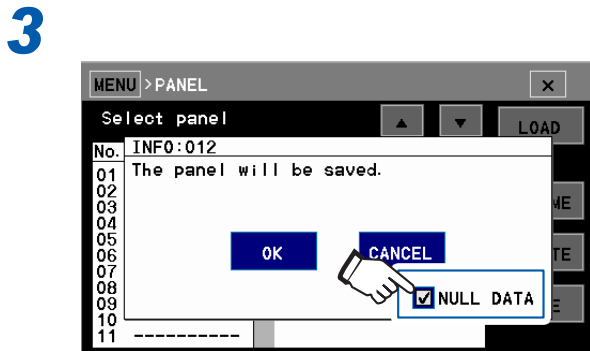 3
MENU > PANEL ×
Select panel ▲ ▼ LOAD
No. INFO:012
The panel will be saved.
01
02
03
04
05
06
07
08
09
10
11 ----------
OK CANCEL
NULL DATA